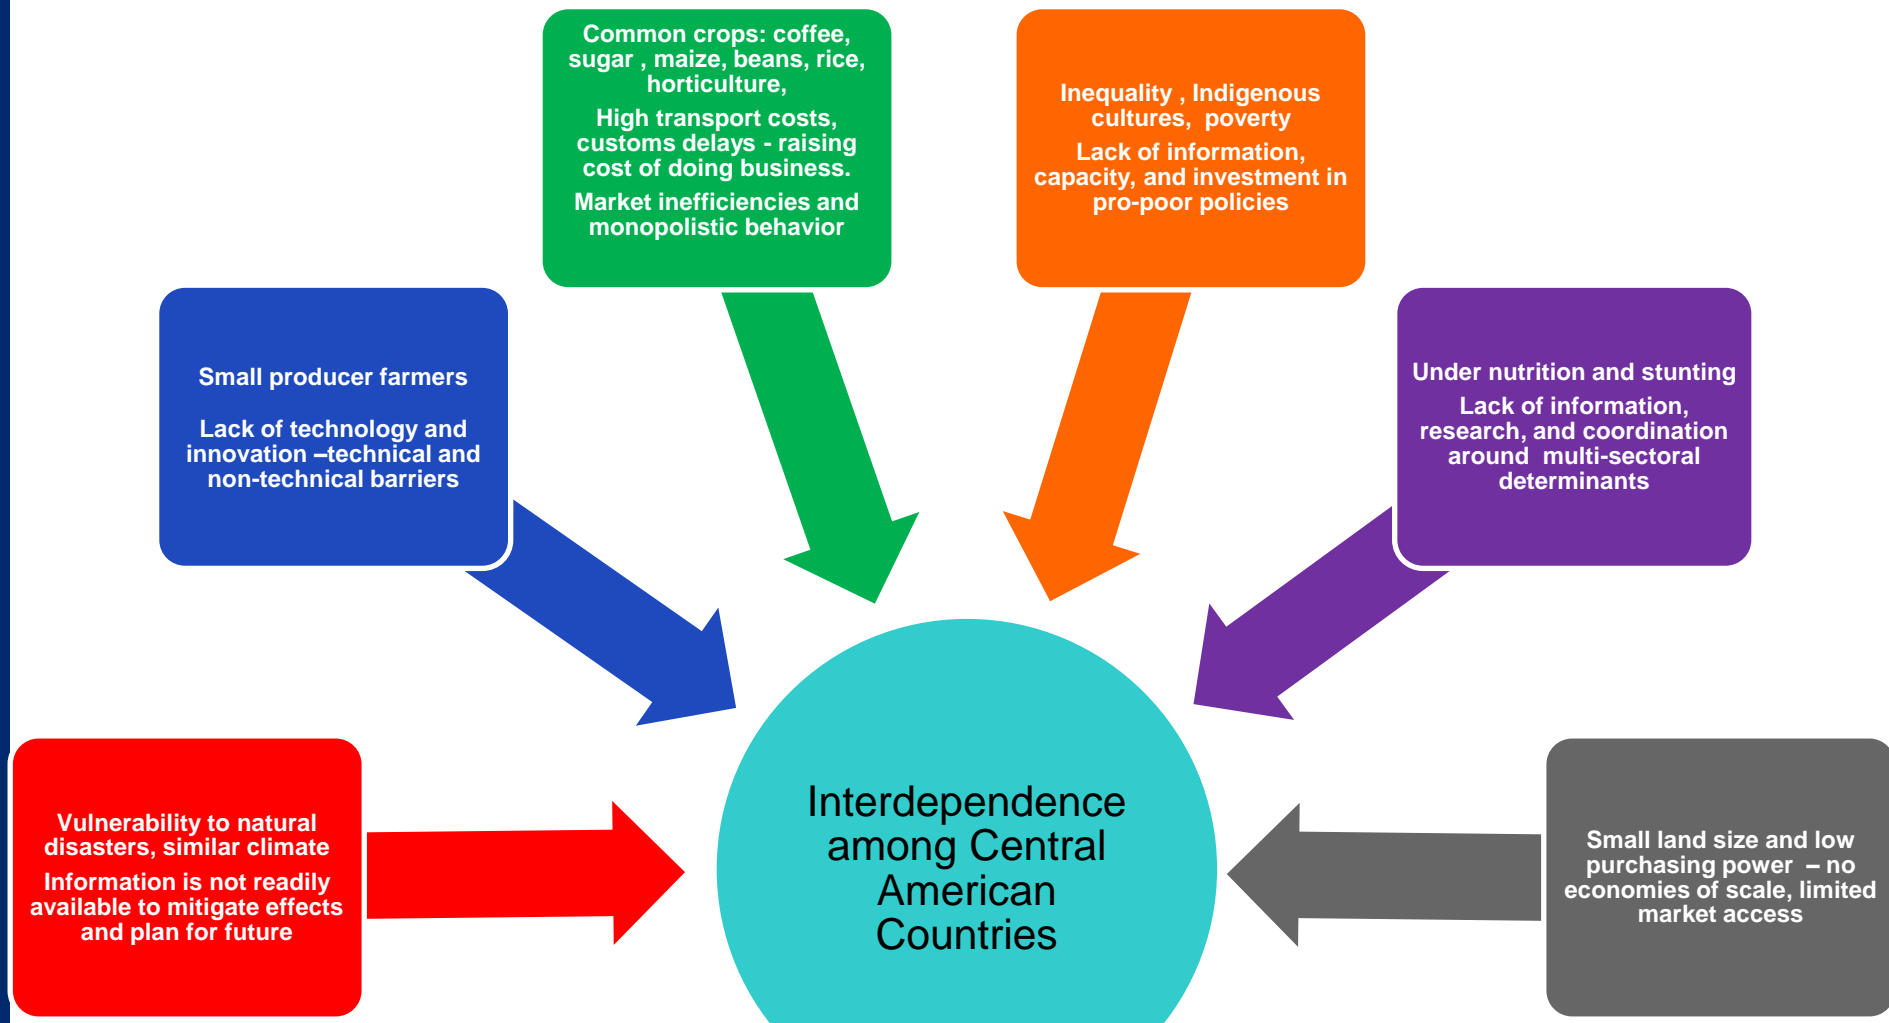 Common crops: coffee,
sugar , maize, beans, rice,
horticulture,
High transport costs,
customs delays - raising
cost of doing business.
Market inefficiencies and
monopolistic behavior
Inequality , Indigenous
cultures, poverty
Lack of information,
capacity, and investment in
pro-poor policies
Small producer farmers
Lack of technology and
innovation –technical and
non-technical barriers
Under nutrition and stunting
Lack of information,
research, and coordination
around multi-sectoral
determinants
Vulnerability to natural
disasters, similar climate
Information is not readily
available to mitigate effects
and plan for future
Interdependence
among Central
American
Countries
Small land size and low
purchasing power – no
economies of scale, limited
market access